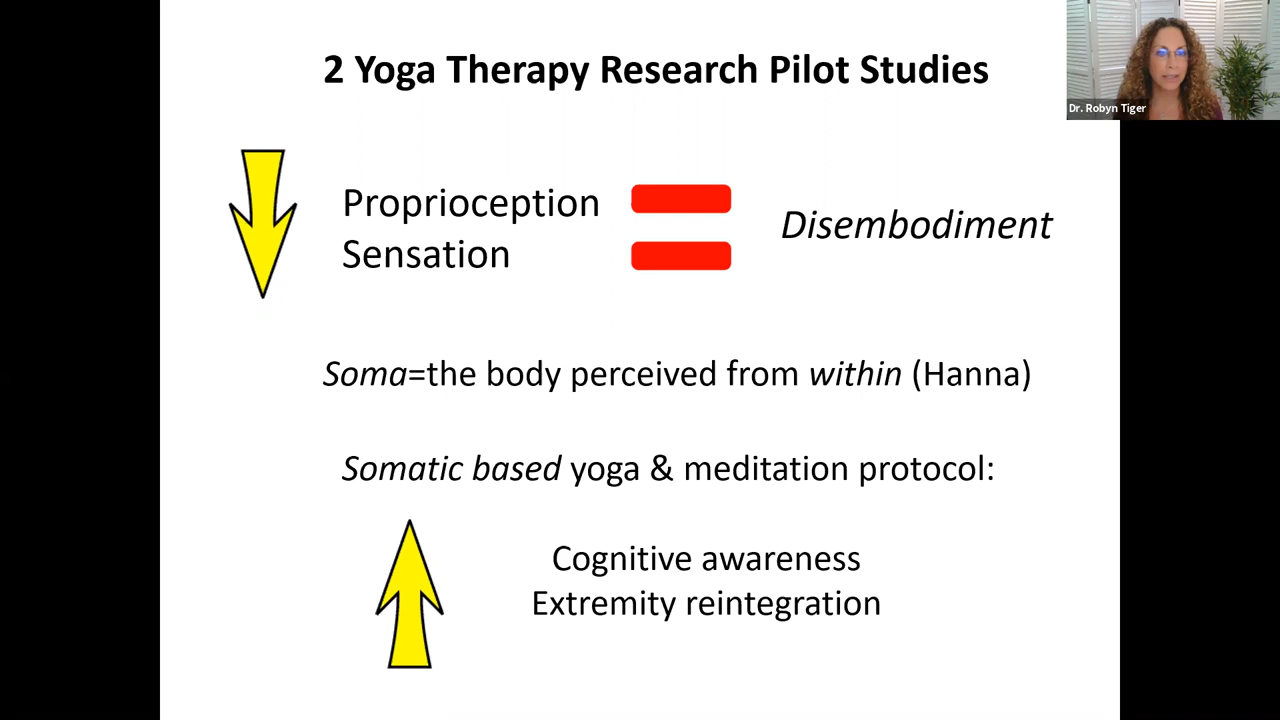 2 Yoga Therapy Research Pilot Studies
Dr. Robyn Tiger
Proprioception
Sensation
Disembodiment
Soma=the body perceived from within (Hanna)
Somatic based yoga & meditation protocol:
Cognitive awareness
Extremity reintegration